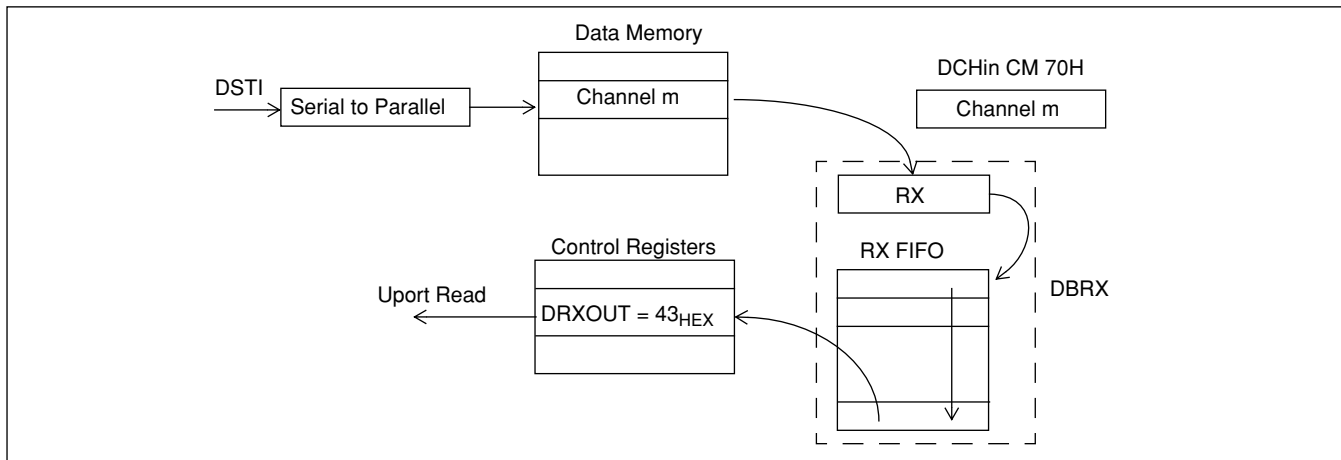 Data Memory
DCHin CM 70H
DSTI
Serial to Parallel
Channel m
Channel m
RX
Control Registers
RX FIFO
Uport Read
DRXOUT = 43HEX
DBRX